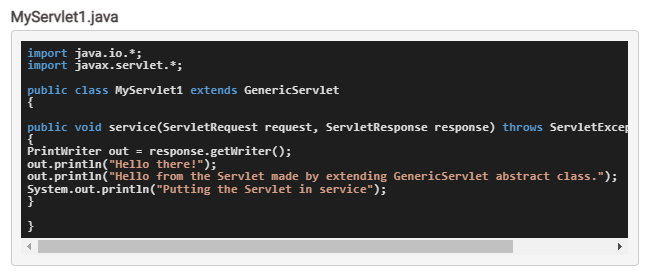 MyServlet1.java
import java.io.*;
import javax.servlet.*;
public class MyServlet1 extends GenericServlet
{
public void service(ServletRequest request, ServletResponse response) throws ServletExcep
{
PrintWriter out = response.getWriter();
out.println("Hello there!");
out.println("Hello from the Servlet made by extending GenericServlet abstract class.");
System.out.println("Putting the Servlet in service");
}
}